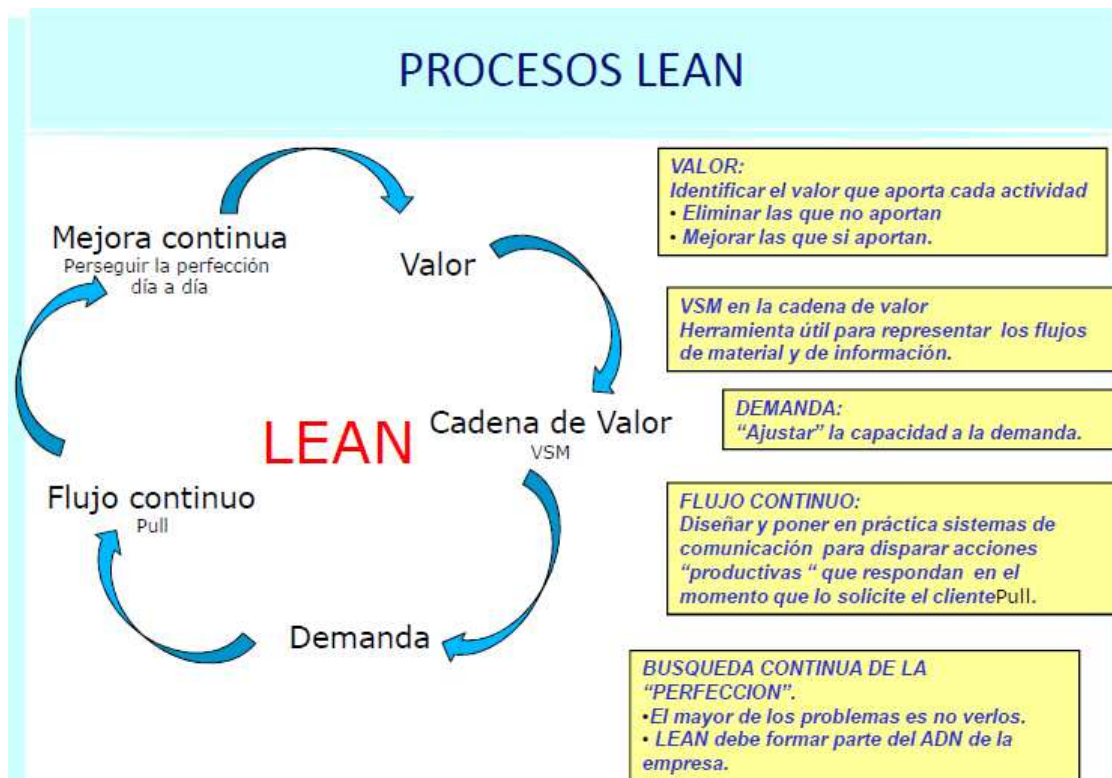 PROCESOS LEAN
Mejora continua
Perseguir la perfección
día a día
Valor
LEAN
Cadena de Valor
VSM
Flujo continuo
Pull
Demanda
VALOR:
Identificar el valor que aporta cada actividad
• Eliminar las que no aportan
• Mejorar las que si aportan.
VSM en la cadena de valor
Herramienta útil para representar los flujos
de material y de información.
DEMANDA:
“Ajustar” la capacidad a la demanda.
FLUJO CONTINUO:
Diseñar y poner en práctica sistemas de
comunicación para disparar acciones
“productivas “ que respondan en el
momento que lo solicite el clientePull.
BUSQUEDA CONTINUA DE LA
“PERFECCION”.
•El mayor de los problemas es no verlos.
• LEAN debe formar parte del ADN de la
empresa.